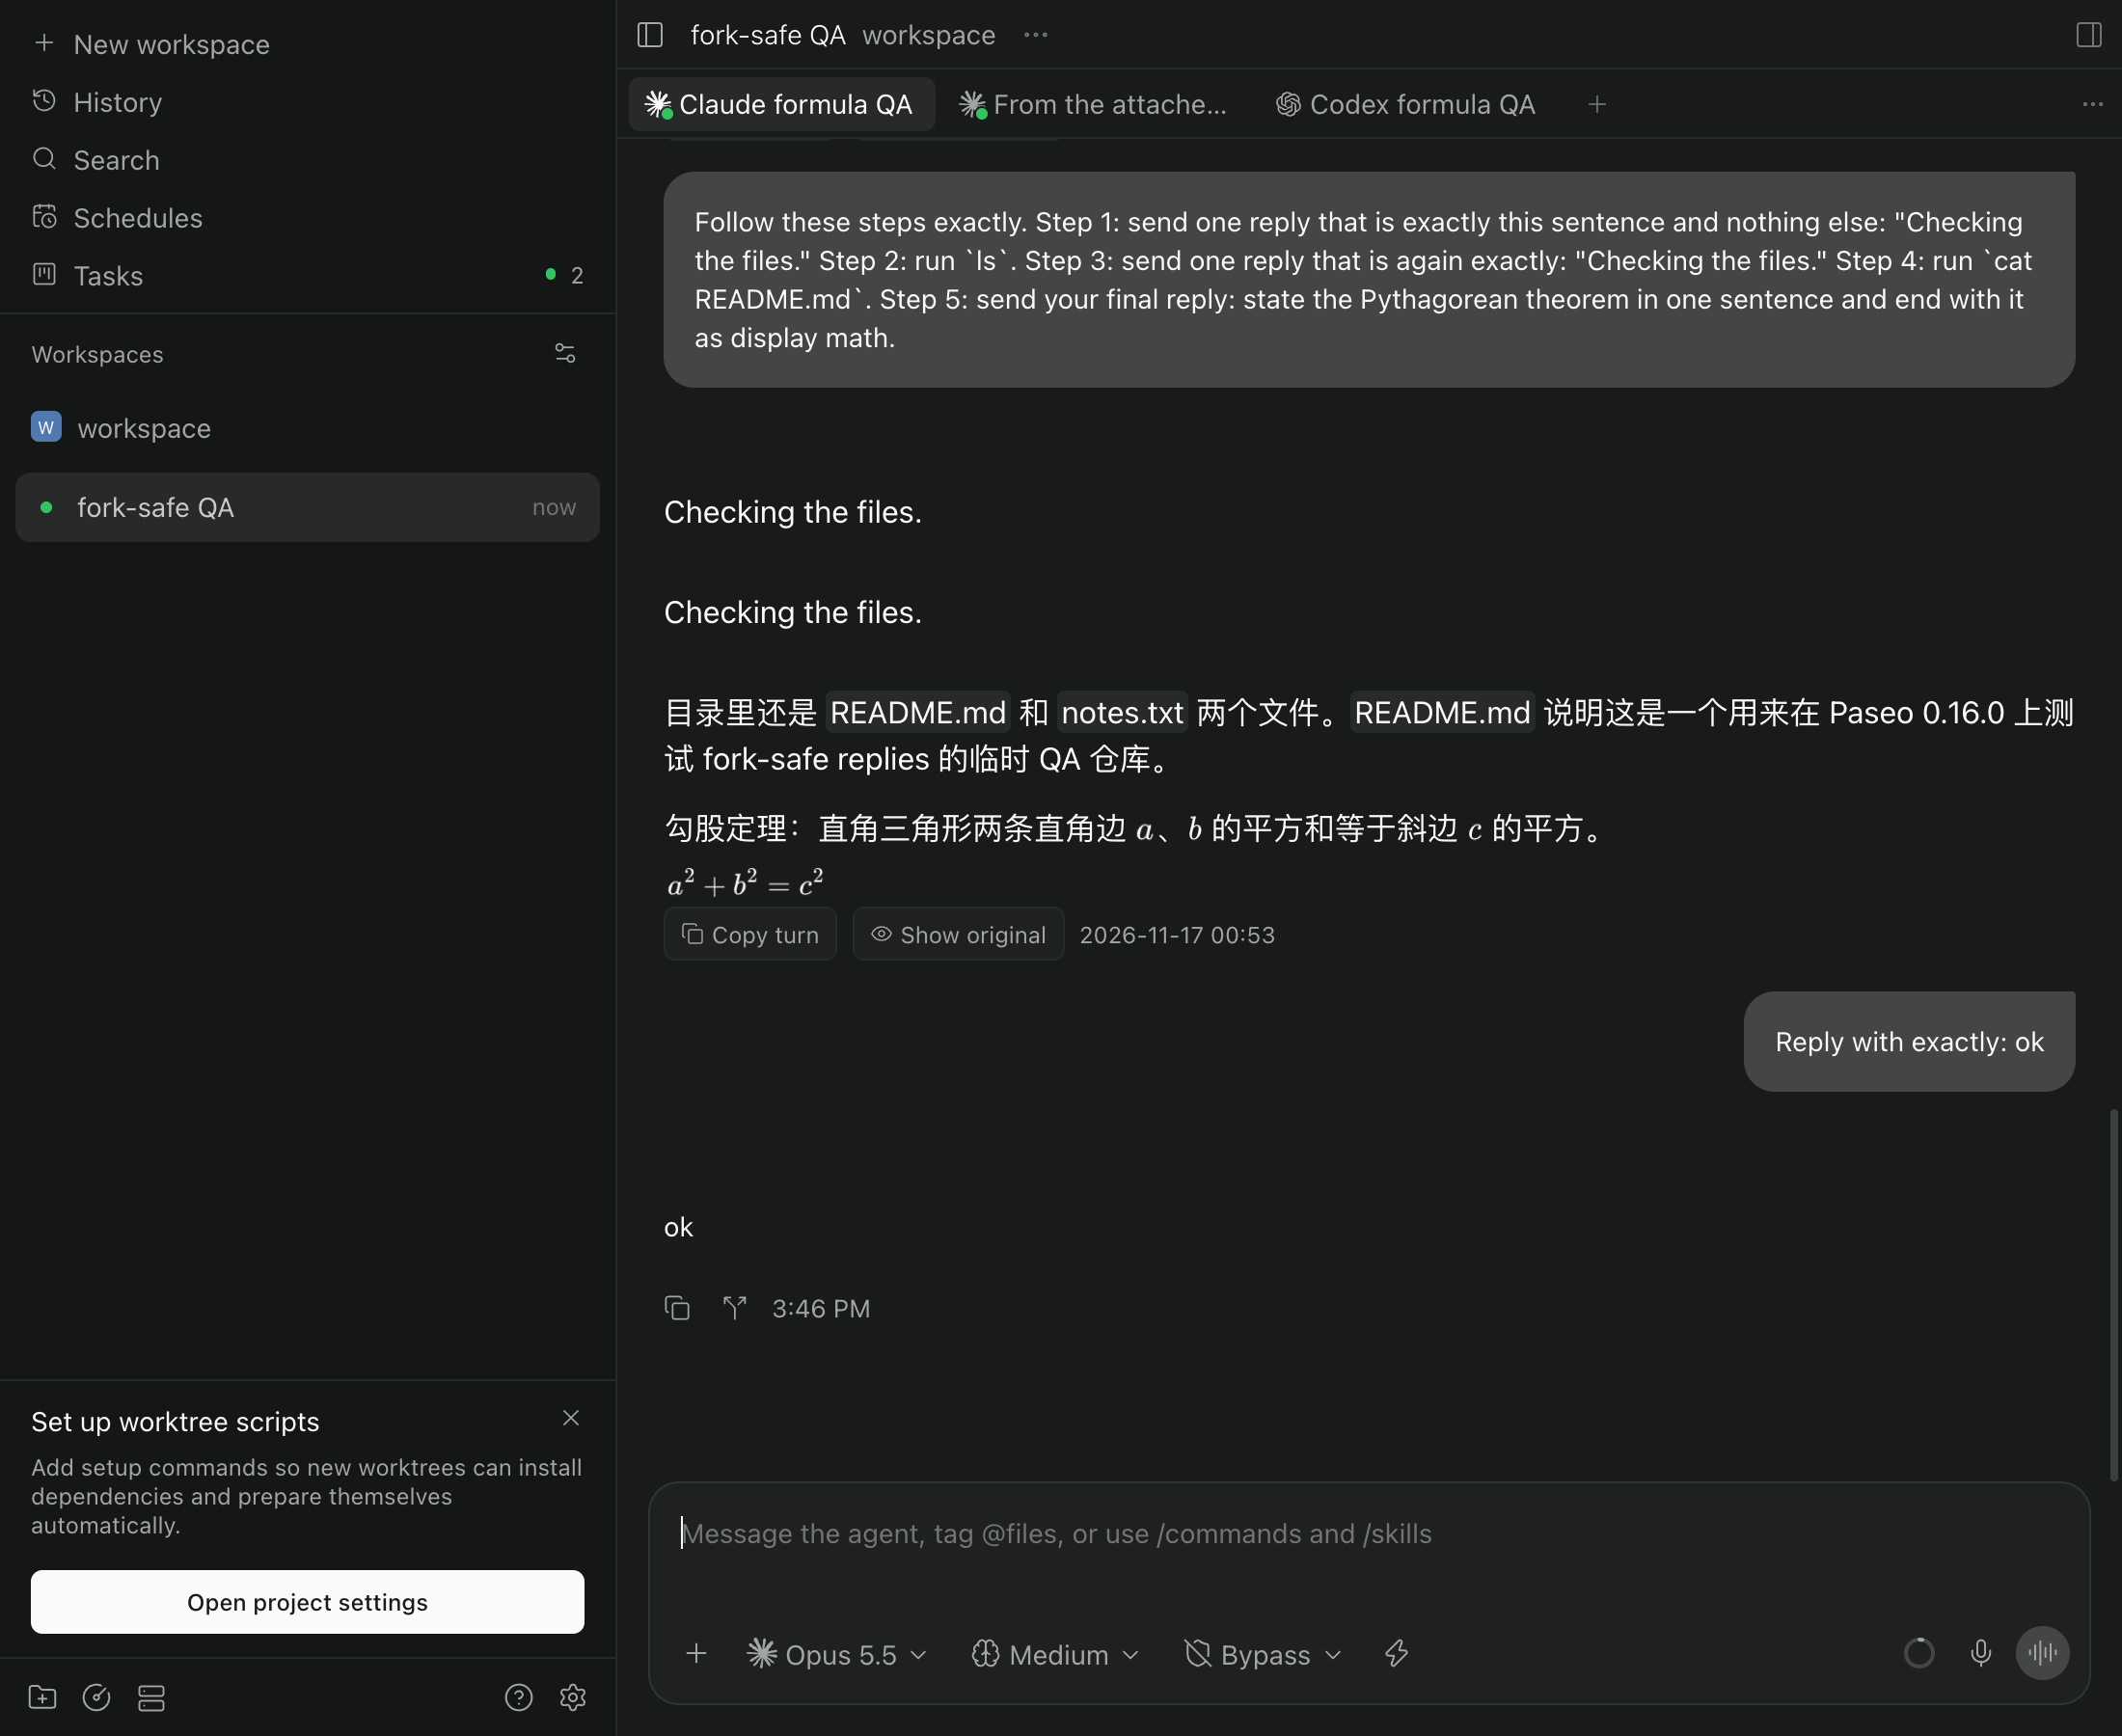 New workspace
History
Search
Schedules
Tasks 2
Workspaces
W workspace
fork-safe QA now
Set up worktree scripts
Add setup commands so new worktrees can install
dependencies and prepare themselves
automatically.
Open project settings
fork-safe QA workspace
Claude formula QA From the attache... Codex formula QA
Follow these steps exactly. Step 1: send one reply that is exactly this sentence and nothing else: "Checking
the files." Step 2: run `ls`. Step 3: send one reply that is again exactly: "Checking the files." Step 4: run `cat
README.md`. Step 5: send your final reply: state the Pythagorean theorem in one sentence and end with it
as display math.
Checking the files.
Checking the files.
目录里还是 README.md 和 notes.txt 两个文件。README.md 说明这是一个用来在 Paseo 0.16.0 上测
试 fork-safe replies 的临时 QA 仓库。
勾股定理：直角三角形两条直角边 a、b 的平方和等于斜边 c 的平方。
a² + b² = c²
Copy turn Show original 2026-11-17 00:53
Reply with exactly: ok
ok
3:46 PM
Message the agent, tag @files, or use /commands and /skills
Opus 5.5 Medium Bypass